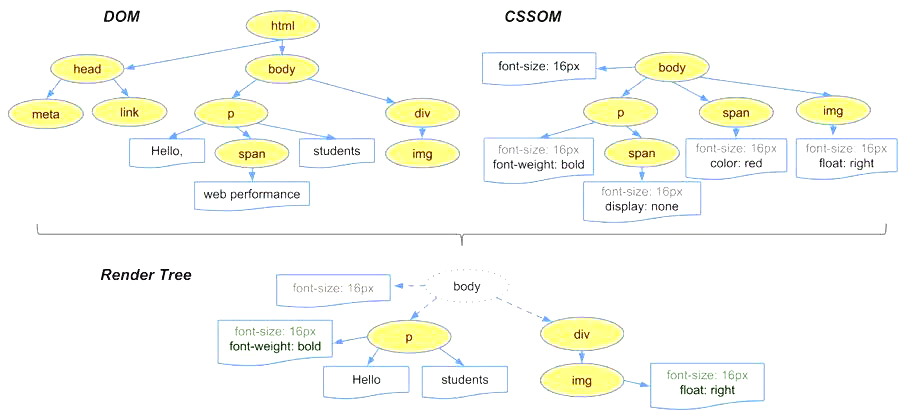 DOM
CSSOM
html
head
body
meta
link
p
div
Hello,
span
students
img
web performance
font-size: 16px
body
p
span
img
font-size: 16px
font-weight: bold
span
font-size: 16px
color: red
font-size: 16px
float: right
font-size: 16px
display: none
Render Tree
font-size: 16px
body
font-size: 16px
font-weight: bold
p
div
Hello
students
img
font-size: 16px
float: right